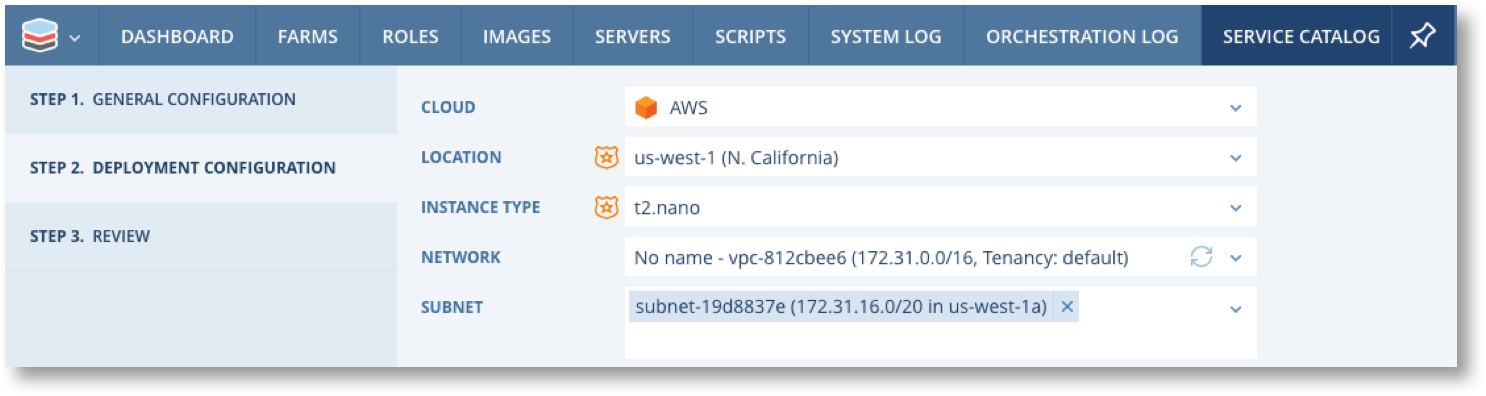 DASHBOARD FARMS ROLES IMAGES SERVERS SCRIPTS SYSTEM LOG ORCHESTRATION LOG SERVICE CATALOG
STEP 1. GENERAL CONFIGURATION
STEP 2. DEPLOYMENT CONFIGURATION
STEP 3. REVIEW
CLOUD AWS
LOCATION us-west-1 (N. California)
INSTANCE TYPE t2.nano
NETWORK No name - vpc-812cbee6 (172.31.0.0/16, Tenancy: default)
SUBNET subnet-19d8837e (172.31.16.0/20 in us-west-1a)